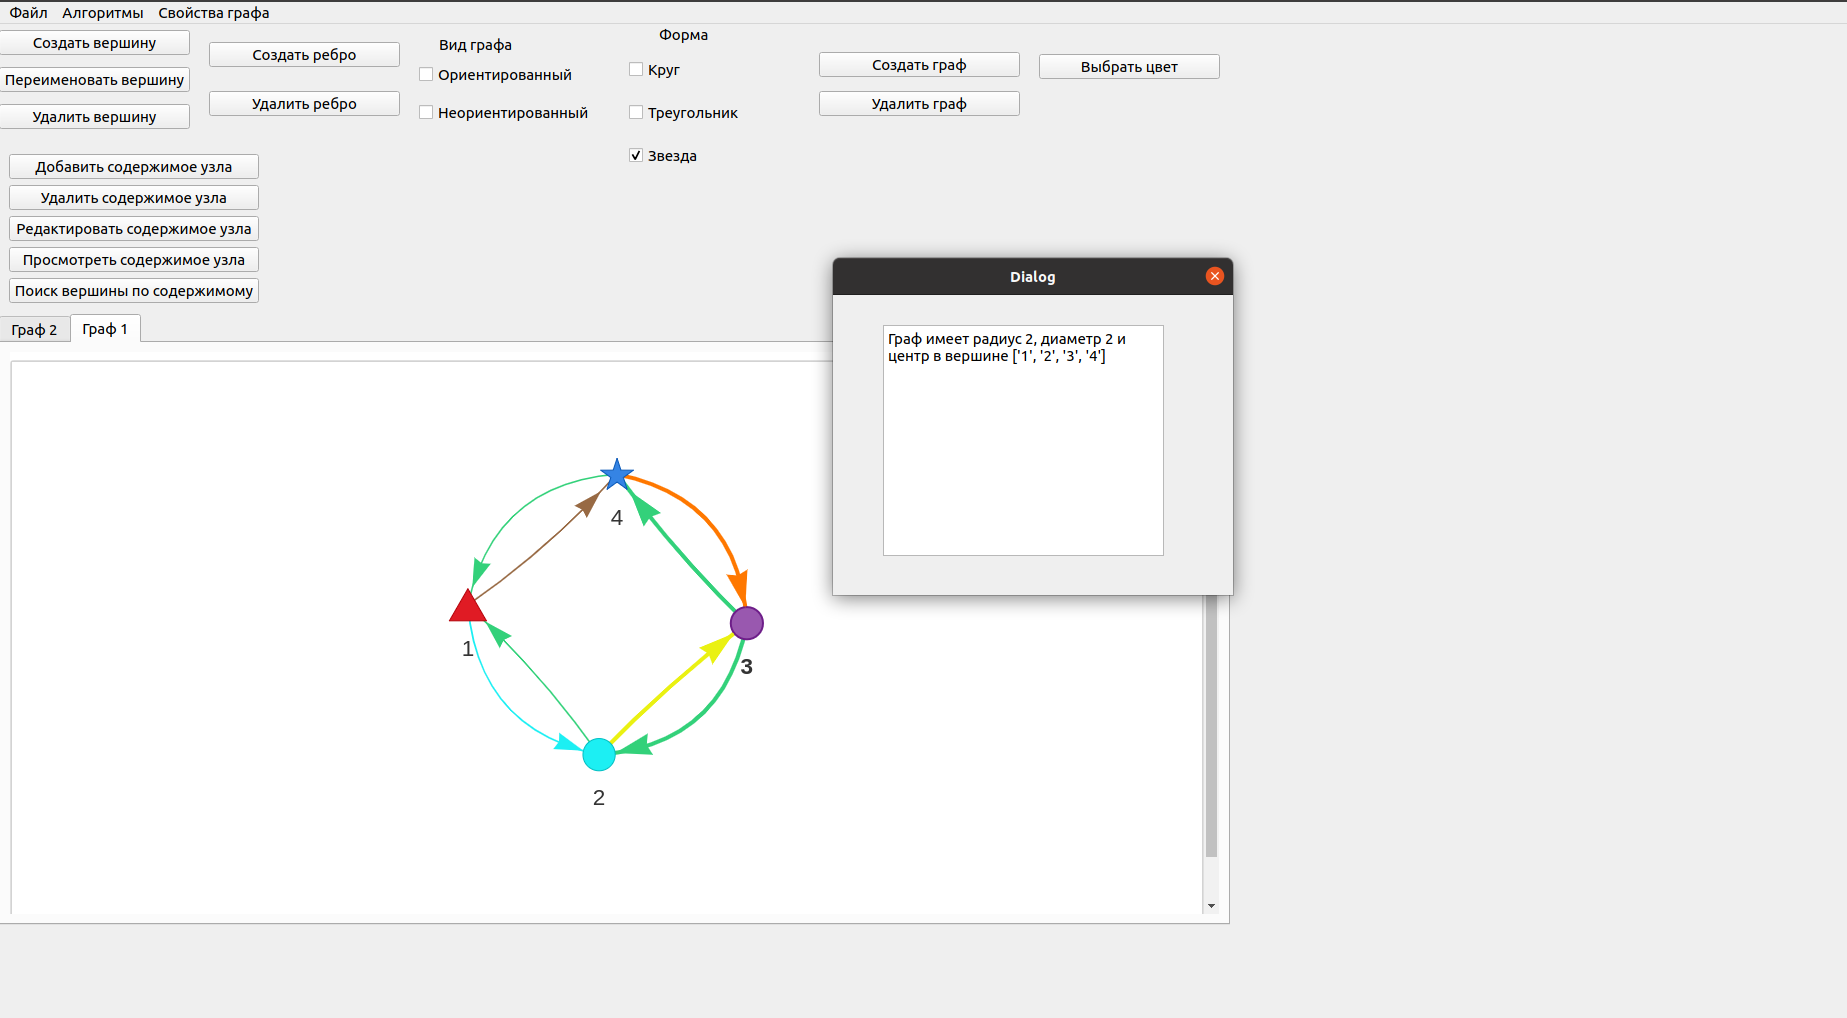 Файл Алгоритмы Свойства графа
Создать вершину
Переименовать вершину
Удалить вершину
Создать ребро
Удалить ребро
Вид графа
Ориентированный
Неориентированный
Форма
Круг
Треугольник
Звезда
Создать граф
Удалить граф
Выбрать цвет
Добавить содержимое узла
Удалить содержимое узла
Редактировать содержимое узла
Просмотреть содержимое узла
Поиск вершины по содержимому
Граф 2 Граф 1
Dialog
Граф имеет радиус 2, диаметр 2 и
центр в вершине ['1', '2', '3', '4']
4
1
3
2